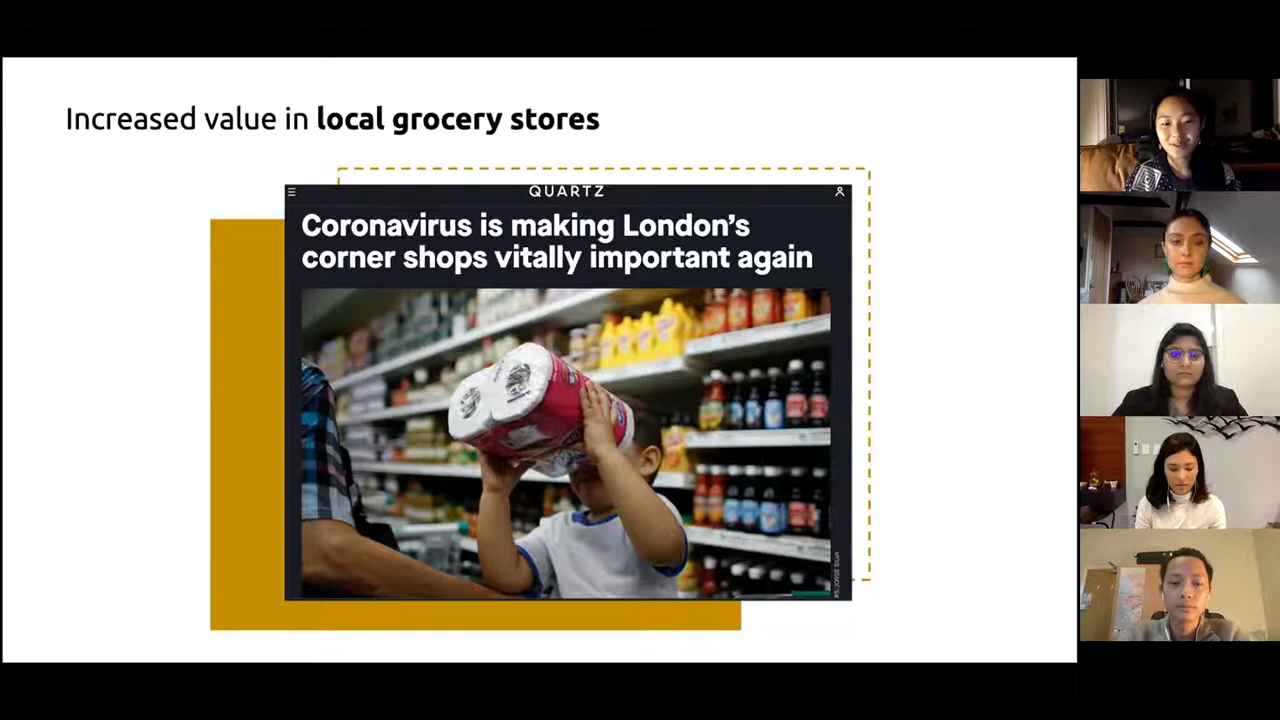 Increased value in local grocery stores
QUARTZ
Coronavirus is making London's
corner shops vitally important again